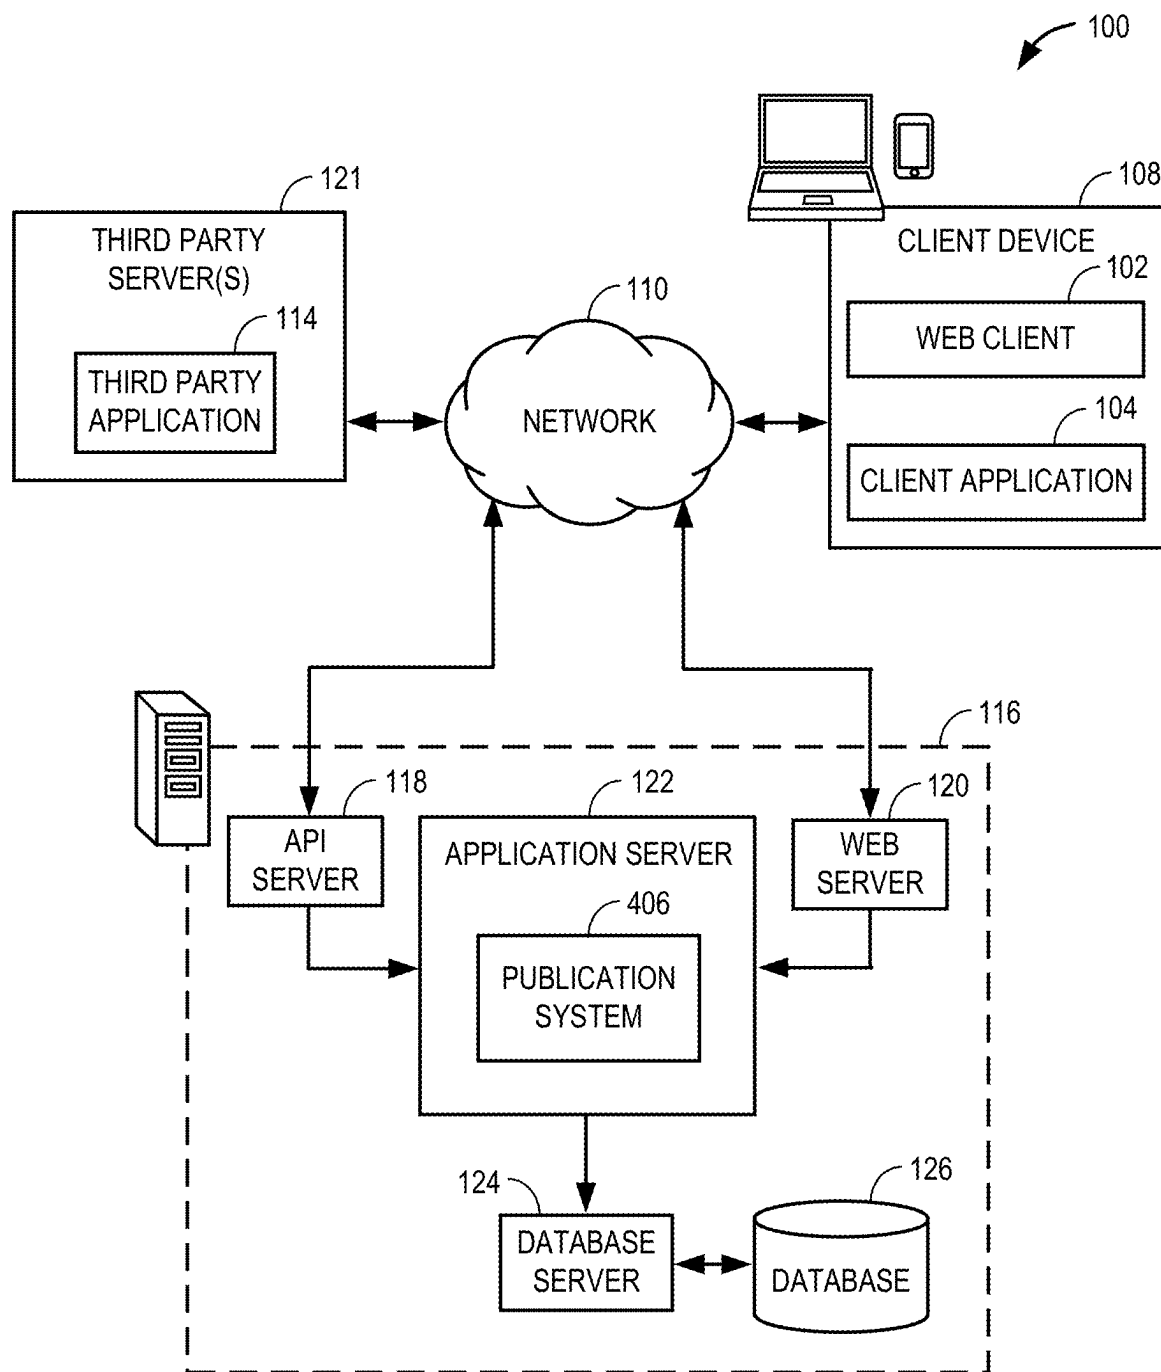 100
121
THIRD PARTY
SERVER(S)
114
THIRD PARTY
APPLICATION
110
NETWORK
108
CLIENT DEVICE
102
WEB CLIENT
104
CLIENT APPLICATION
116
118
API
SERVER
122
APPLICATION SERVER
406
PUBLICATION
SYSTEM
120
WEB
SERVER
124
DATABASE
SERVER
126
DATABASE